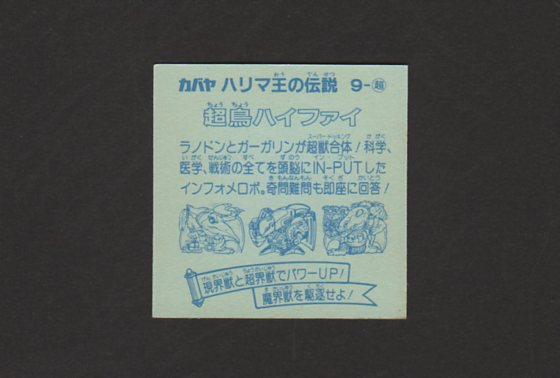 カバヤ ハリマ王の伝説 9-超
超鳥ハイファイ
ラノドンとガーガリンが超獣合体！科学、
医学、戦術の全てを頭脳にIN-PUTした
インフォメロボ。奇問難問も即座に回答！
現界獣と超界獣でパワーUP！
魔界獣を駆逐せよ！